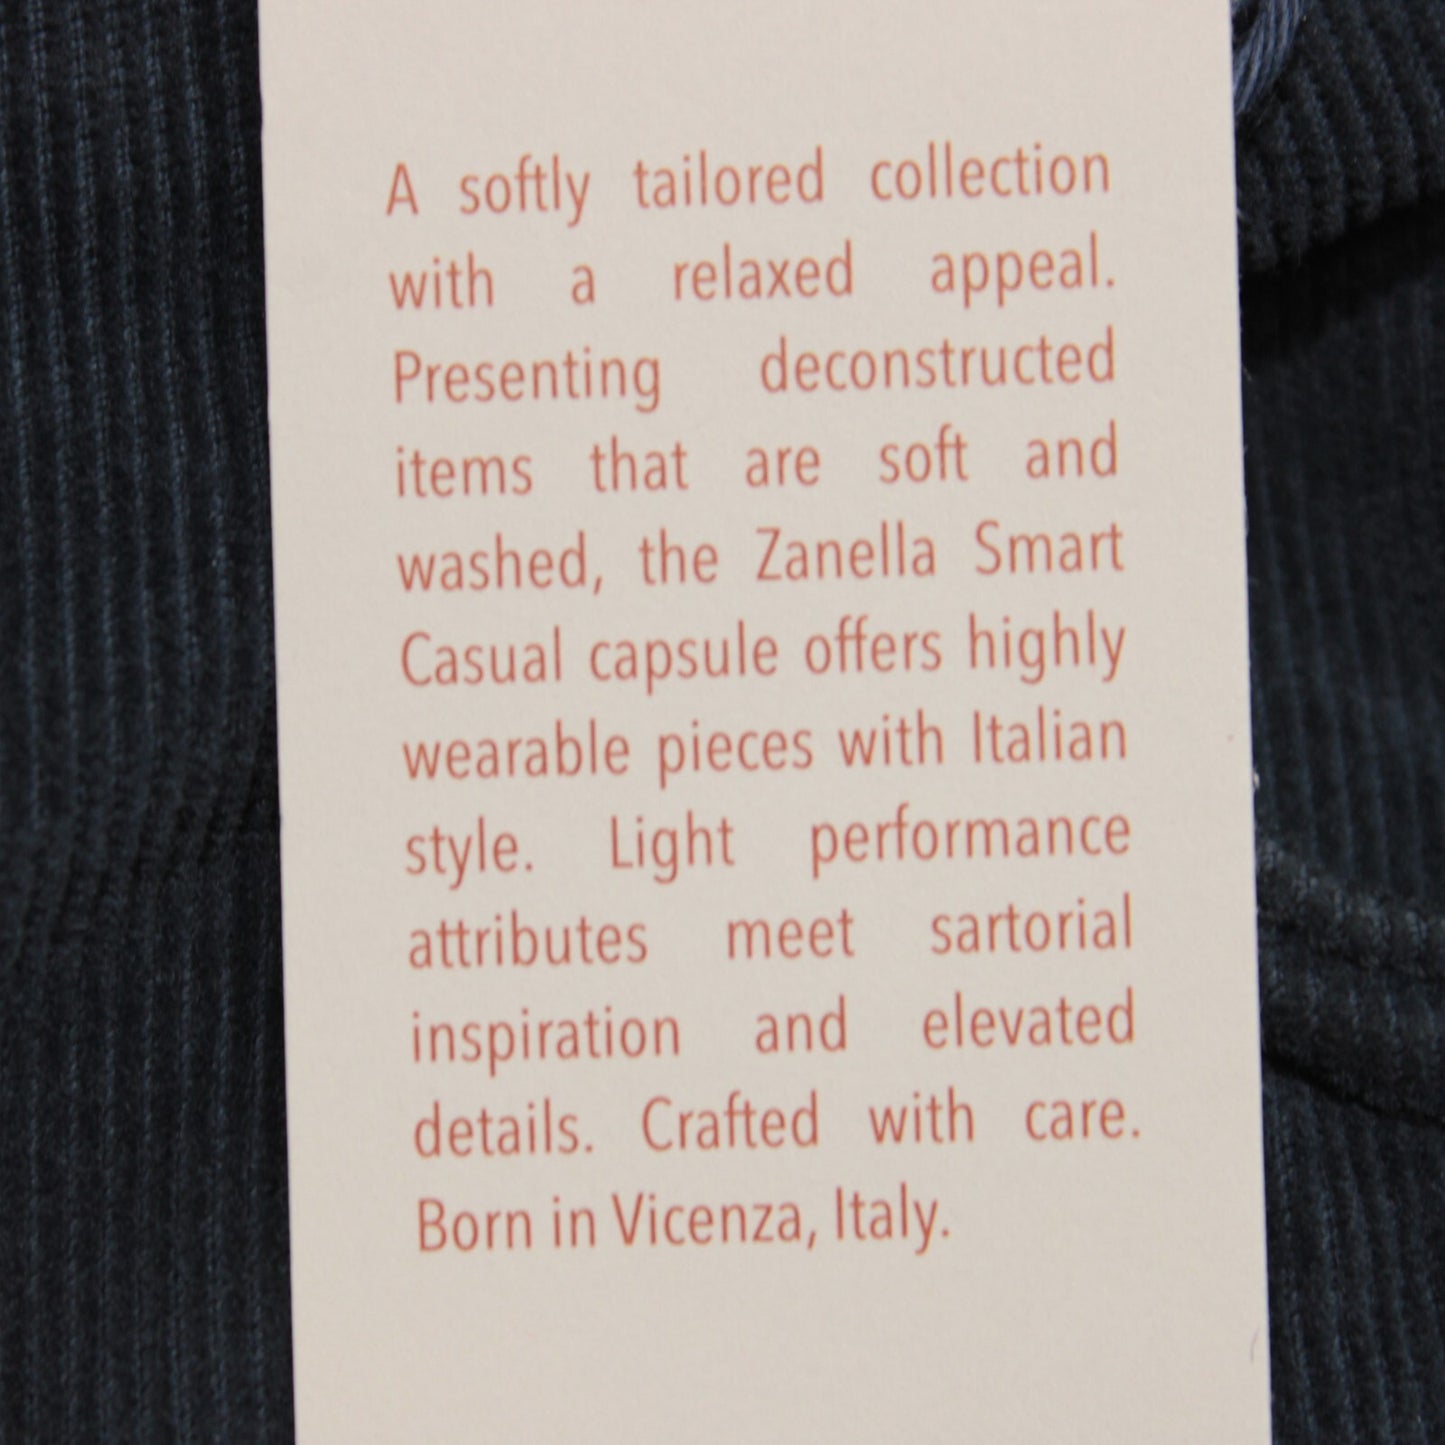 A softly tailored collection
with a relaxed appeal.
Presenting deconstructed
items that are soft and
washed, the Zanella Smart
Casual capsule offers highly
wearable pieces with Italian
style. Light performance
attributes meet sartorial
inspiration and elevated
details. Crafted with care.
Born in Vicenza, Italy.